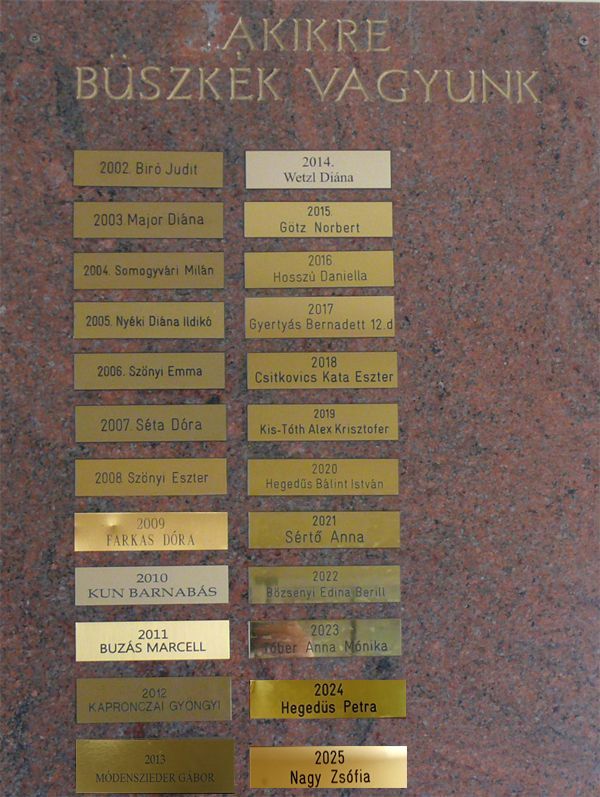 AKIKRE
BÜSZKÉK VAGYUNK
2002. Biró Judit
2003. Major Diána
2004. Somogyvári Milán
2005. Nyéki Diána Ildikó
2006. Szönyi Emma
2007. Séta Dóra
2008. Szönyi Eszter
2009
FARKAS DÓRA
2010
KUN BARNABÁS
2011
BUZÁS MARCELL
2012
KAPRONCZAI GYÖNGYI
2013
MÓDENSZIEDER GÁBOR
2014.
Wetzl Diána
2015.
Götz Norbert
2016
Hosszú Daniella
2017
Gyertyás Bernadett 12.d
2018
Csitkovics Kata Eszter
2019
Kis-Tóth Alex Krisztofer
2020
Hegedűs Bálint István
2021
Sértő Anna
2022
Bözsenyi Edina Berill
2023
Tóber Anna Mónika
2024
Hegedüs Petra
2025
Nagy Zsófia